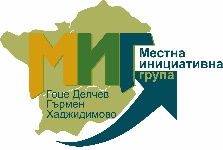 МИГ
Местна
инициативна
група
Гоце Делчев
Гърмен
Хаджидимово